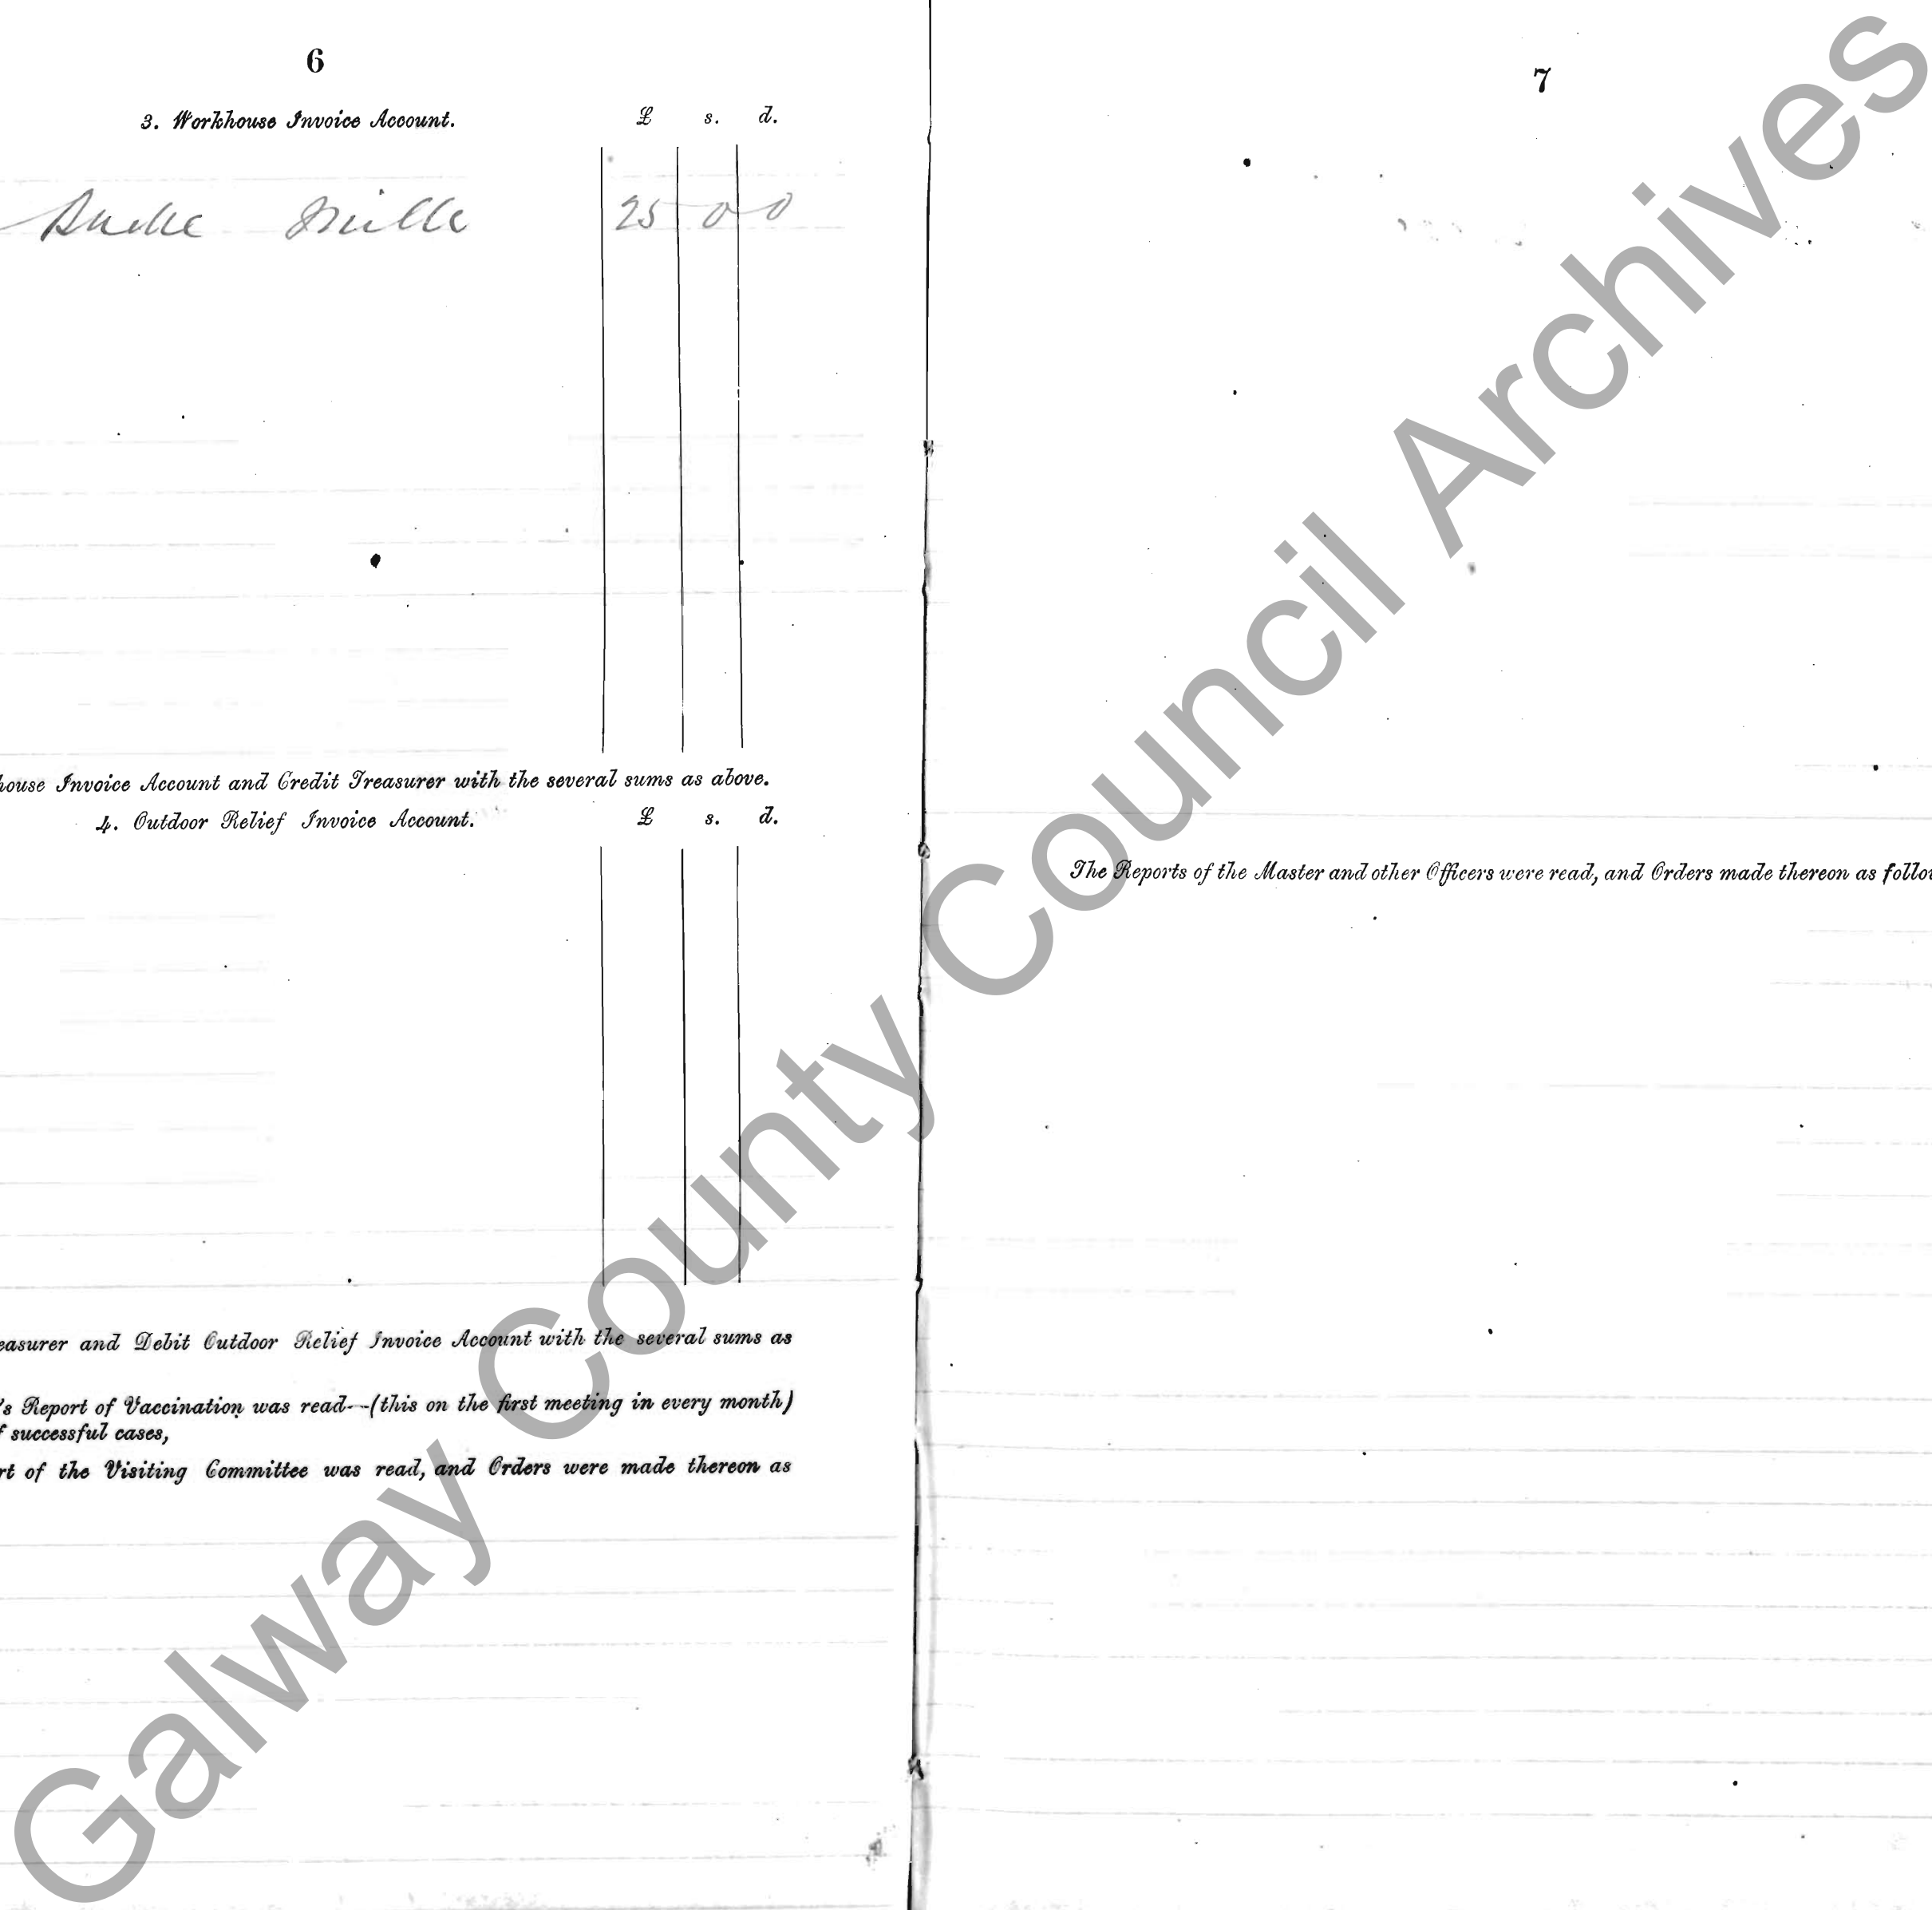 6
3. Workhouse Invoice Account. £ s. d.
25 0 0
house Invoice Account and Credit Treasurer with the several sums as above.
4. Outdoor Relief Invoice Account. £ s. d.
easurer and Debit Outdoor Relief Invoice Account with the several sums as
's Report of Vaccination was read--(this on the first meeting in every month)
f successful cases,
rt of the Visiting Committee was read, and Orders were made thereon as
7
The Reports of the Master and other Officers were read, and Orders made thereon as follo
Galway County Council Archives